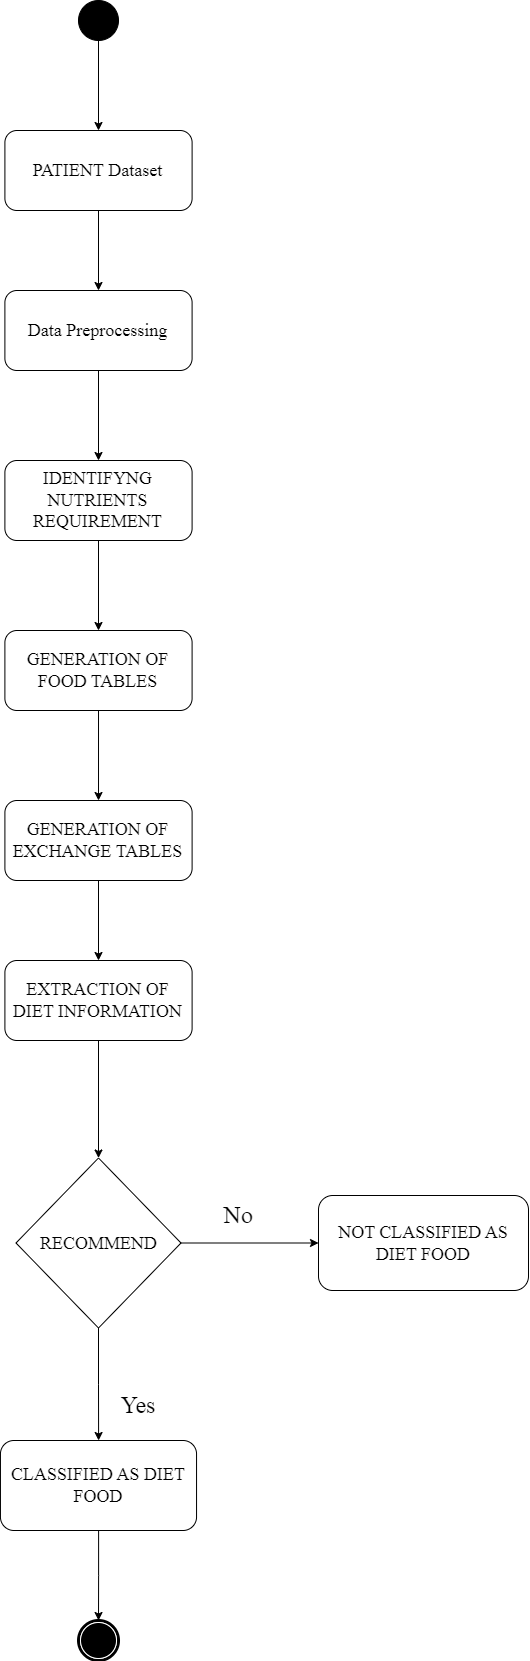 PATIENT Dataset
Data Preprocessing
IDENTIFYNG
NUTRIENTS
REQUIREMENT
GENERATION OF
FOOD TABLES
GENERATION OF
EXCHANGE TABLES
EXTRACTION OF
DIET INFORMATION
RECOMMEND
No
NOT CLASSIFIED AS
DIET FOOD
Yes
CLASSIFIED AS DIET
FOOD